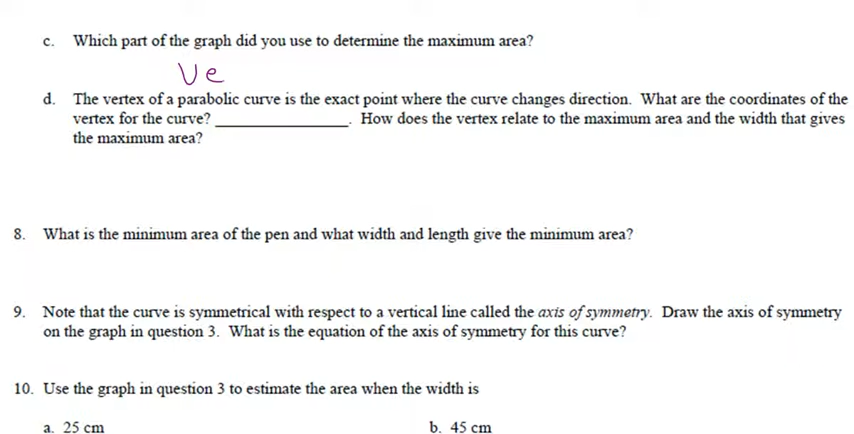 c. Which part of the graph did you use to determine the maximum area?
Ve
d. The vertex of a parabolic curve is the exact point where the curve changes direction. What are the coordinates of the
vertex for the curve? ________________. How does the vertex relate to the maximum area and the width that gives
the maximum area?
8. What is the minimum area of the pen and what width and length give the minimum area?
9. Note that the curve is symmetrical with respect to a vertical line called the axis of symmetry. Draw the axis of symmetry
on the graph in question 3. What is the equation of the axis of symmetry for this curve?
10. Use the graph in question 3 to estimate the area when the width is
a. 25 cm b. 45 cm